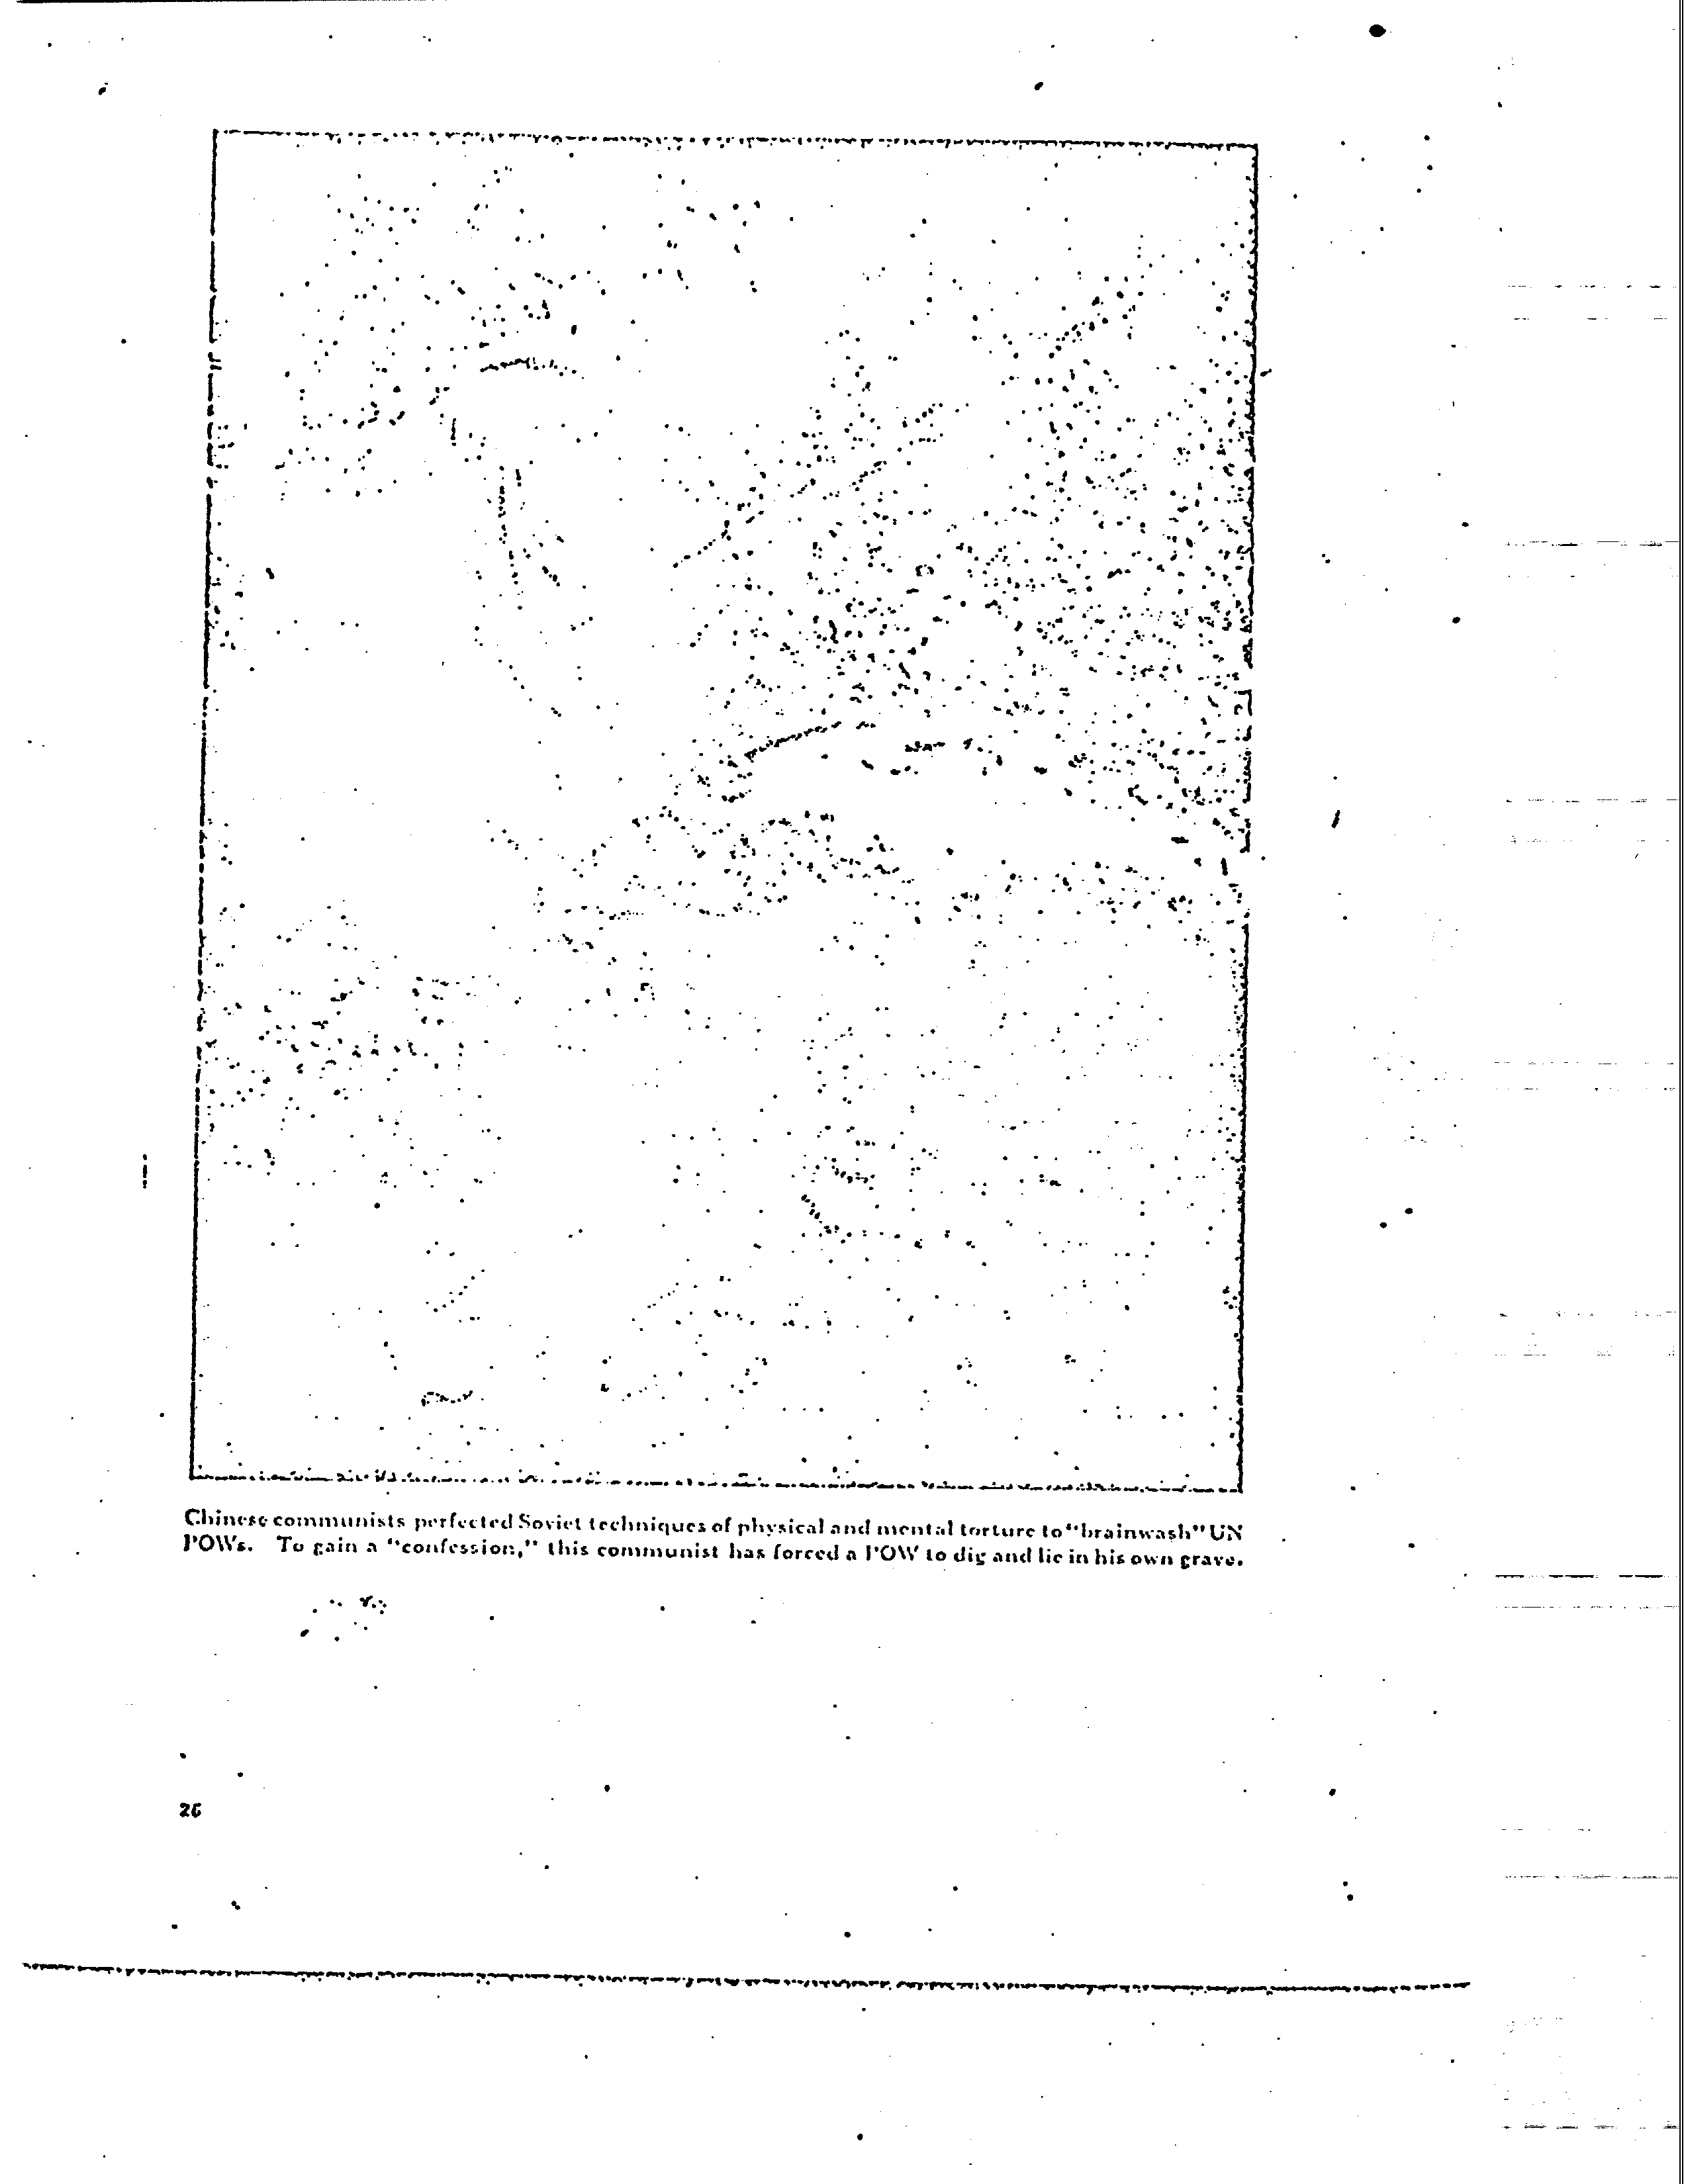 Chinese communists perfected Soviet techniques of physical and mental torture to "brainwash" UN
POWs. To gain a "confession," this communist has forced a POW to dig and lie in his own grave.
26